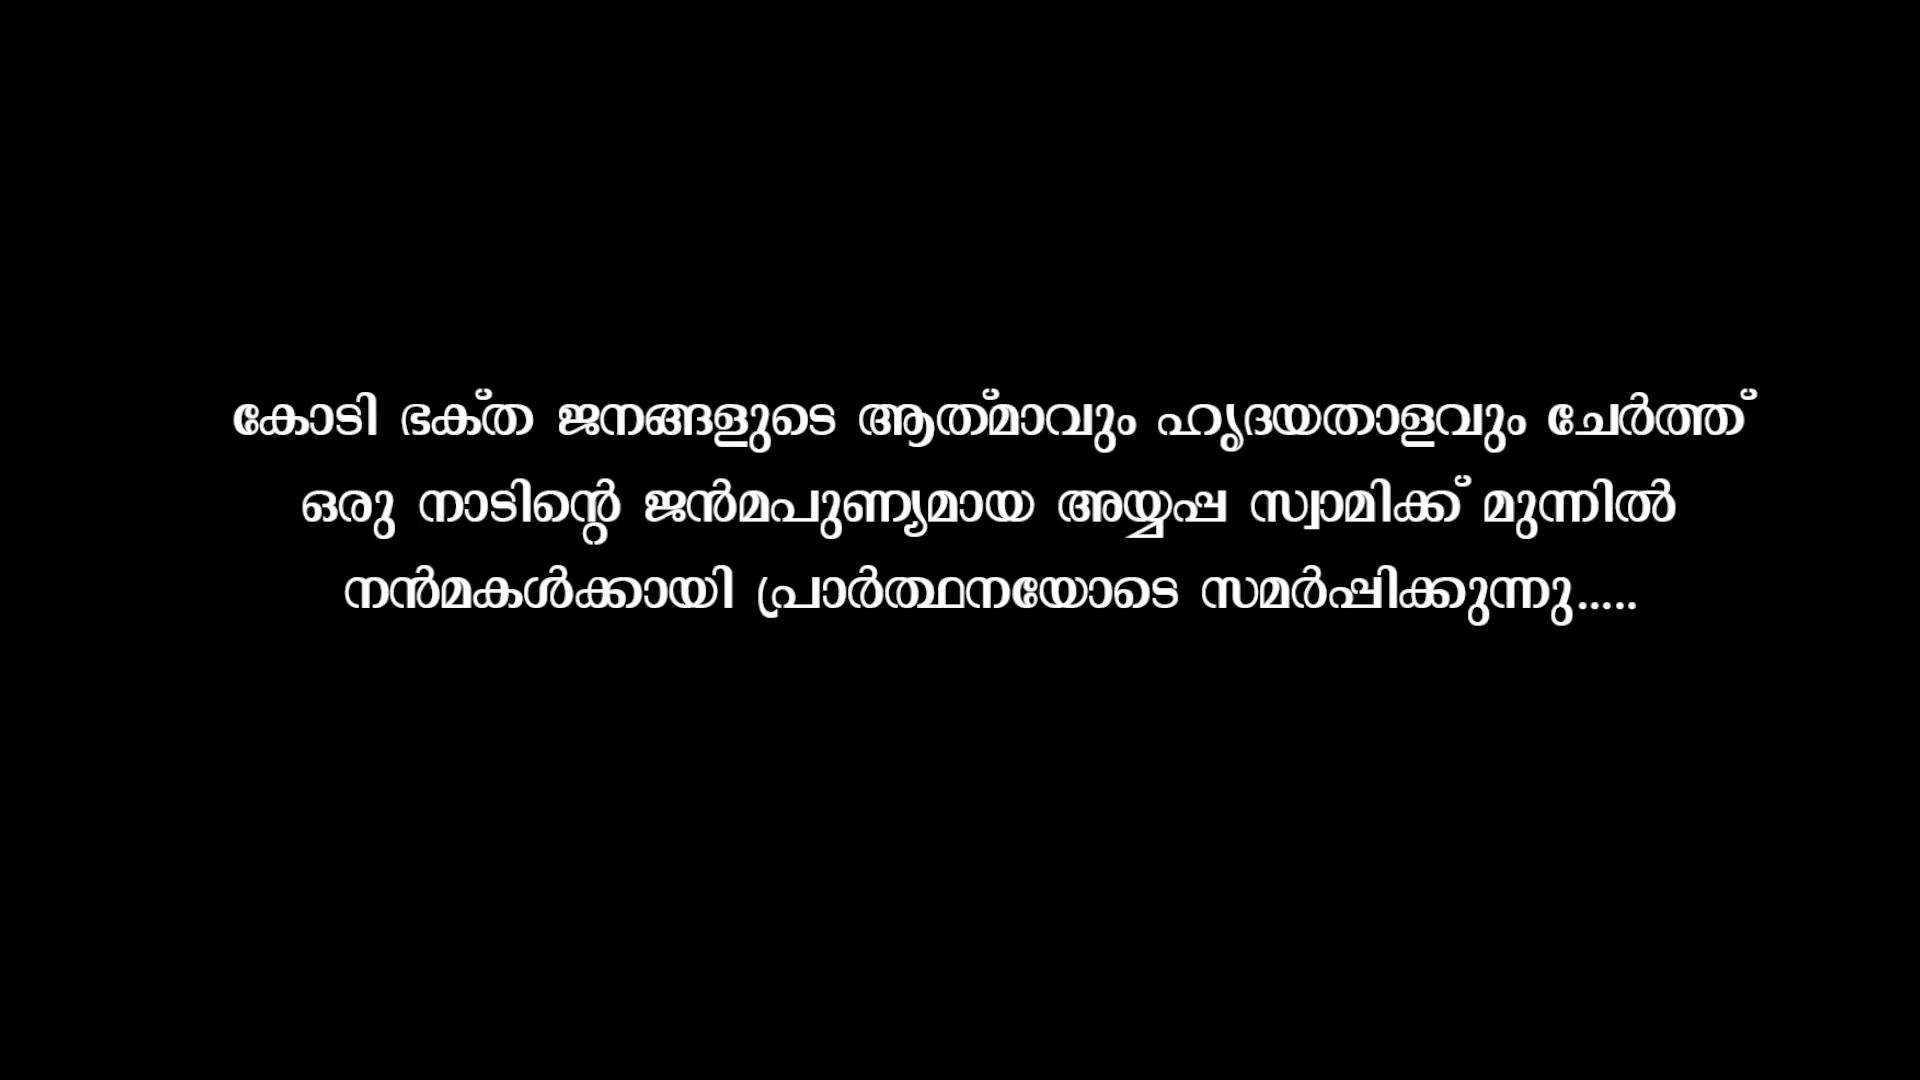 കോടി ഭക്‌ത ജനങ്ങളുടെ ആത്‌മാവും ഹൃദയതാളവും ചേർത്ത്
ഒരു നാടിന്റെ ജൻമപുണ്യമായ അയ്യപ്പ സ്വാമിക്ക് മുന്നിൽ
നൻമകൾക്കായി പ്രാർത്ഥനയോടെ സമർപ്പിക്കുന്നു.....